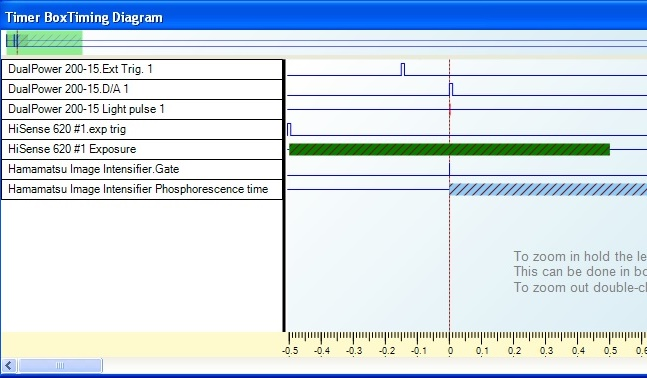 Timer BoxTiming Diagram
DualPower 200-15.Ext Trig. 1
DualPower 200-15.D/A 1
DualPower 200-15 Light pulse 1
HiSense 620 #1.exp trig
HiSense 620 #1 Exposure
Hamamatsu Image Intensifier.Gate
Hamamatsu Image Intensifier Phosphorescence time
To zoom in hold the le
This can be done in bo
To zoom out double-cl
-0.5 -0.4 -0.3 -0.2 -0.1 0 0.1 0.2 0.3 0.4 0.5 0.6